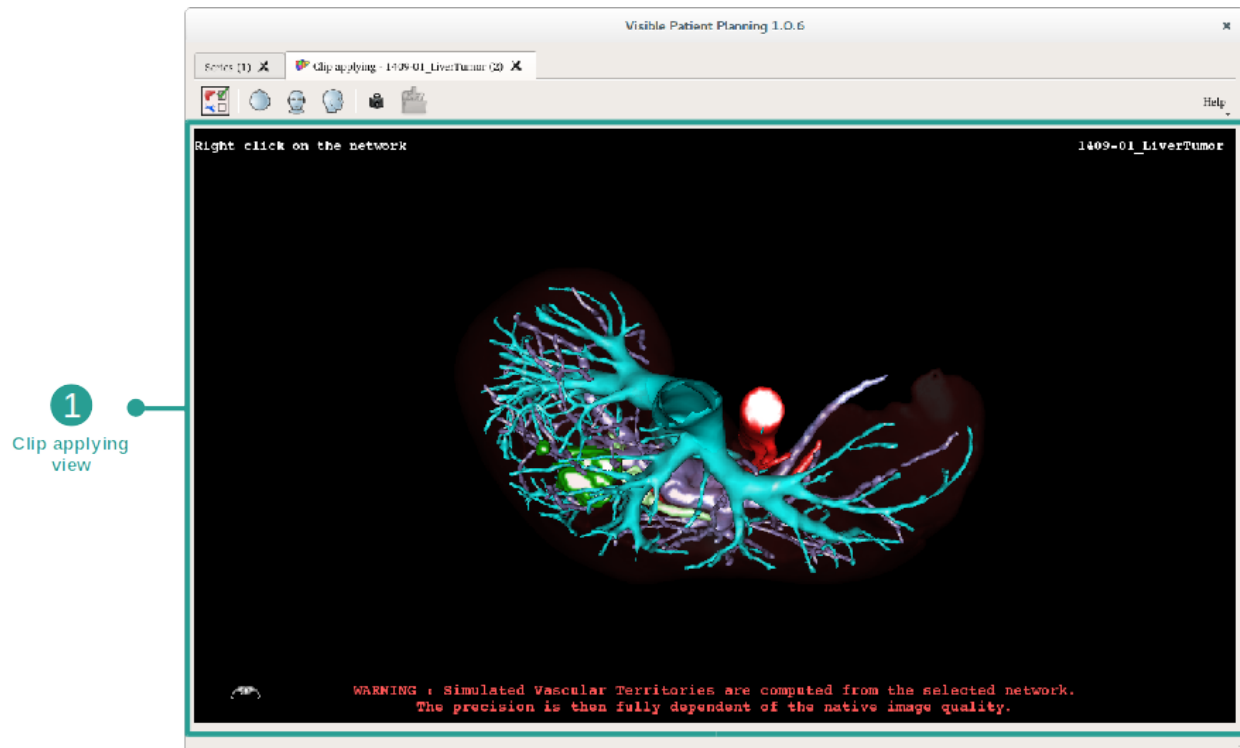 Visible Patient Planning 1.0.6
Series (1)
Clip applying - 1409-01_LiverTumor (2)
Help
Right click on the network
1409-01_LiverTumor
1
Clip applying
view
WARNING : Simulated Vascular Territories are computed from the selected network.
The precision is then fully dependent of the native image quality.